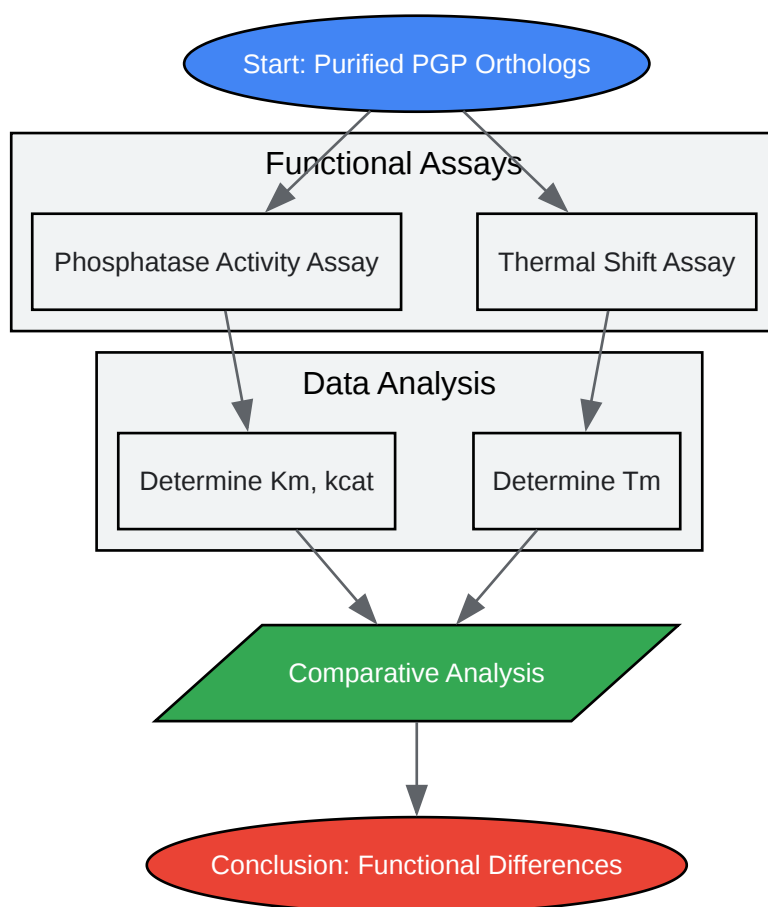 Start: Purified PGP Orthologs
Functional Assays
Phosphatase Activity Assay
Thermal Shift Assay
Data Analysis
Determine Km, kcat
Determine Tm
Comparative Analysis
Conclusion: Functional Differences